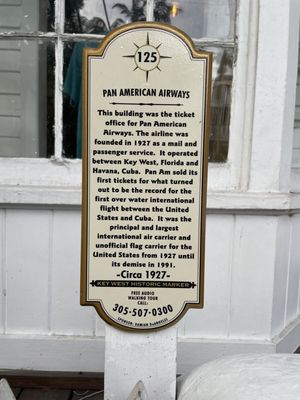 125
PAN AMERICAN AIRWAYS
This building was the ticket
office for Pan American
Airways. The airline was
founded in 1927 as a mail and
passenger service. It operated
between Key West, Florida and
Havana, Cuba. Pan Am sold its
first tickets for what turned
out to be the record for the
first over water international
flight between the United
States and Cuba. It was the
principal and largest
international air carrier and
unofficial flag carrier for the
United States from 1927 until
its demise in 1991.
-Circa 1927-
KEY WEST HISTORIC MARKER
FREE AUDIO
WALKING TOUR
CALL:
305-507-0300
SPONSOR: DAMIAN DeANGELIS